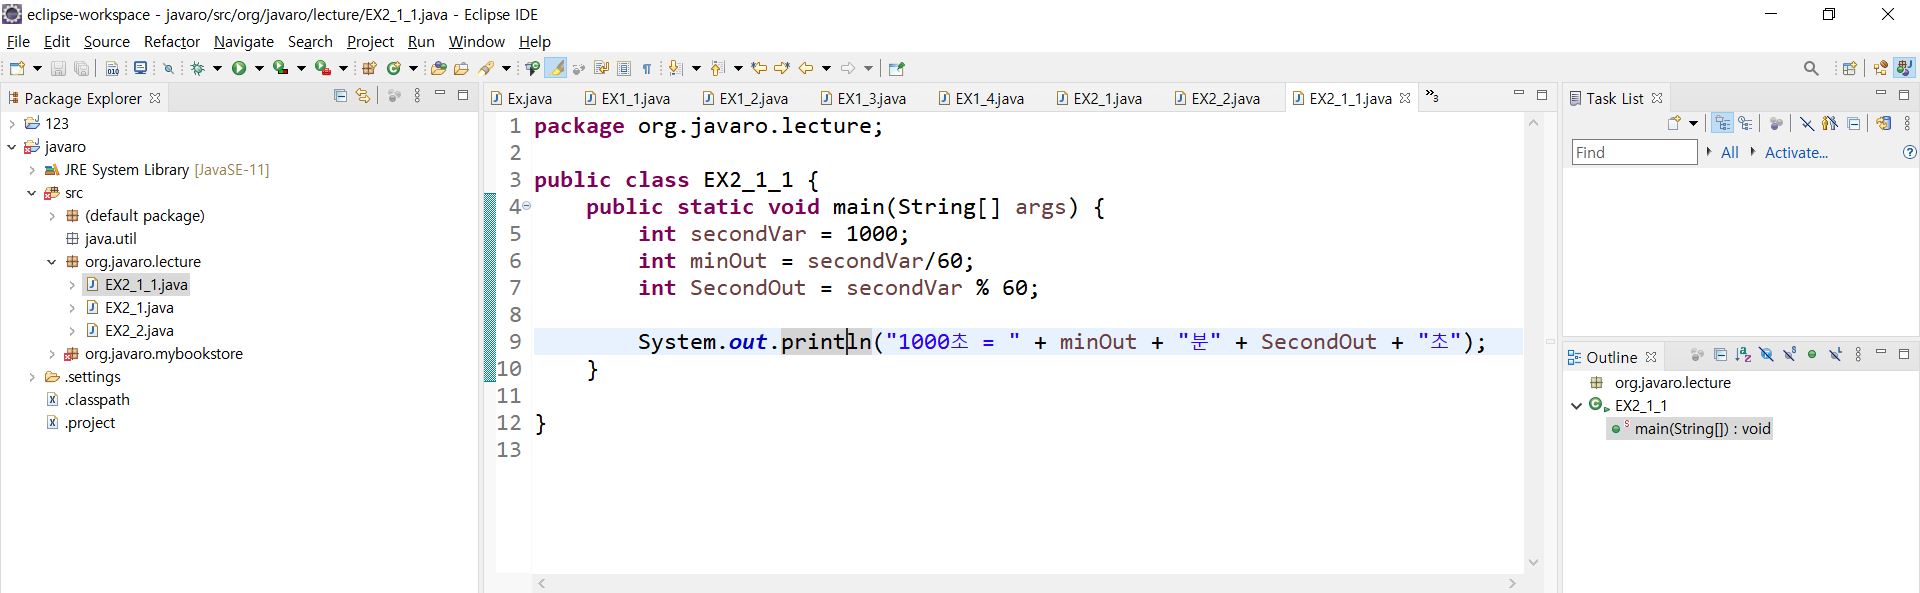 eclipse-workspace - javaro/src/org/javaro/lecture/EX2_1_1.java - Eclipse IDE
File Edit Source Refactor Navigate Search Project Run Window Help
Package Explorer
123
javaro
JRE System Library [JavaSE-11]
src
(default package)
java.util
org.javaro.lecture
EX2_1_1.java
EX2_1.java
EX2_2.java
org.javaro.mybookstore
.settings
.classpath
.project
Ex.java EX1_1.java EX1_2.java EX1_3.java EX1_4.java EX2_1.java EX2_2.java EX2_1_1.java »3
1 package org.javaro.lecture;
2
3 public class EX2_1_1 {
4 public static void main(String[] args) {
5 int secondVar = 1000;
6 int minOut = secondVar/60;
7 int SecondOut = secondVar % 60;
8
9 System.out.println("1000초 = " + minOut + "분" + SecondOut + "초");
10 }
11
12 }
13
Task List
Find All Activate...
Outline
org.javaro.lecture
EX2_1_1
main(String[]) : void